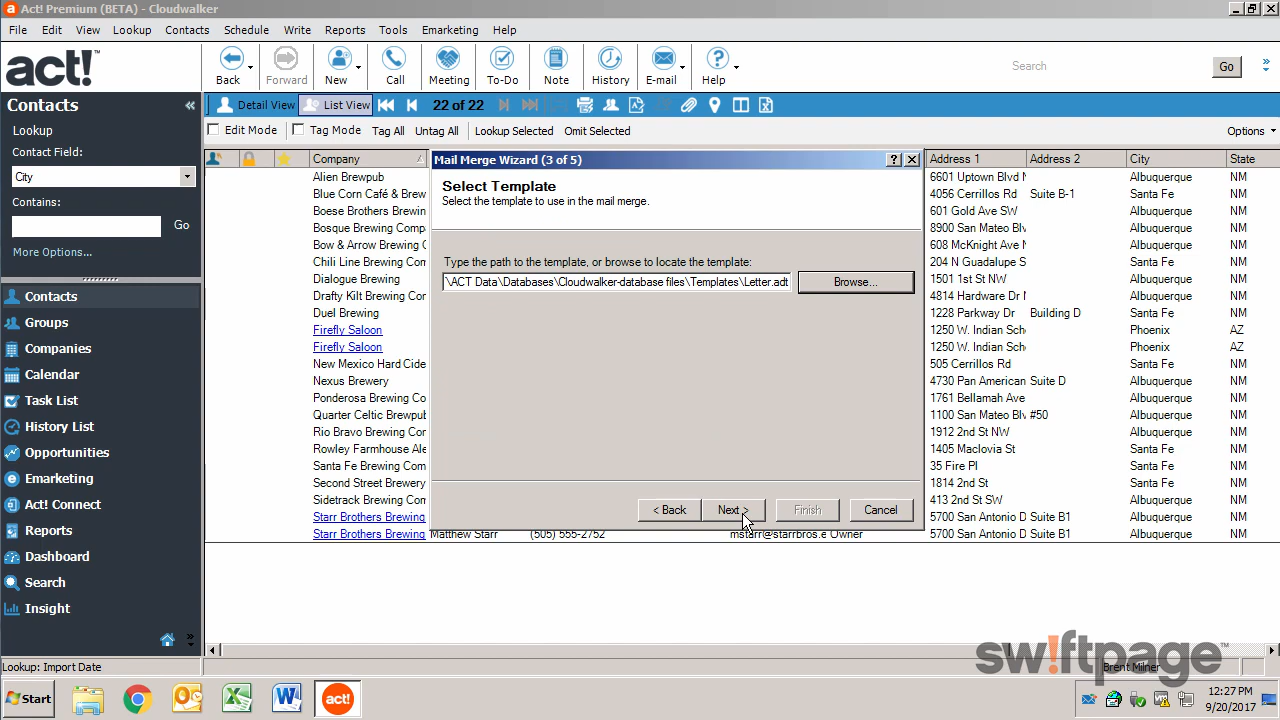 Act! Premium (BETA) - Cloudwalker
File Edit View Lookup Contacts Schedule Write Reports Tools Emarketing Help
act!™
Back Forward New Call Meeting To-Do Note History E-mail Help
Search Go
Contacts
Detail View List View 22 of 22
Lookup
Edit Mode Tag Mode Tag All Untag All Lookup Selected Omit Selected Options
Contact Field:
City
Contains:
Go
More Options...
Contacts
Groups
Companies
Calendar
Task List
History List
Opportunities
Emarketing
Act! Connect
Reports
Dashboard
Search
Insight
Company Address 1 Address 2 City State
Alien Brewpub 6601 Uptown Blvd N Albuquerque NM
Blue Corn Café & Brew 4056 Cerrillos Rd Suite B-1 Santa Fe NM
Boese Brothers Brewin 601 Gold Ave SW Albuquerque NM
Bosque Brewing Comp 8900 San Mateo Bl Albuquerque NM
Bow & Arrow Brewing C 608 McKnight Ave N Albuquerque NM
Chama River Brewing
Dialogue Brewing 1501 1st St NW Albuquerque NM
204 N Guadalupe S Santa Fe NM
Drafty Kilt Brewing Com 4814 Hardware Dr N Albuquerque NM
Duel Brewing 1228 Parkway Dr Building D Santa Fe NM
Firefly Saloon 1250 W. Indian Scho Phoenix AZ
Firefly Saloon 1250 W. Indian Scho Phoenix AZ
New Mexico Hard Cide 505 Cerrillos Rd Santa Fe NM
Nexus Brewery 4730 Pan American Suite D Albuquerque NM
Ponderosa Brewing Co 1761 Bellamah Ave Albuquerque NM
Quarter Celtic Brewpub 1100 San Mateo Blv #50 Albuquerque NM
Rio Bravo Brewing Com 1912 2nd St NW Albuquerque NM
Rowley Farmhouse Ale 1405 Maclovia St Santa Fe NM
Santa Fe Brewing Com 35 Fire Pl Santa Fe NM
Second Street Brewery 1814 2nd St Santa Fe NM
Sidetrack Brewing Com 413 2nd St SW Albuquerque NM
Starr Brothers Brewing 5700 San Antonio D Suite B1 Albuquerque NM
Starr Brothers Brewing Matthew Starr (505) 555-2752 mstarr@starrbros.c Owner 5700 San Antonio D Suite B1 Albuquerque NM
Mail Merge Wizard (3 of 5)
Select Template
Select the template to use in the mail merge.
Type the path to the template, or browse to locate the template:
\ACT Data\Databases\Cloudwalker-database files\Templates\Letter.adt
Browse...
< Back Next > Finish Cancel
swiftpage
Lookup: Import Date Brent Milner
Start act! 12:27 PM
9/20/2017